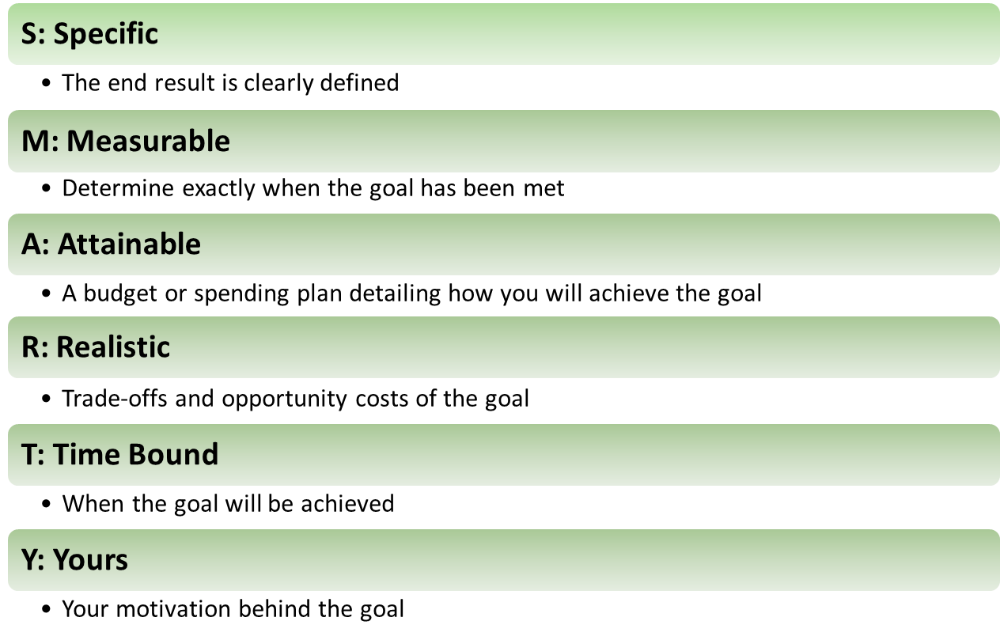 S: Specific
• The end result is clearly defined
M: Measurable
• Determine exactly when the goal has been met
A: Attainable
• A budget or spending plan detailing how you will achieve the goal
R: Realistic
• Trade-offs and opportunity costs of the goal
T: Time Bound
• When the goal will be achieved
Y: Yours
• Your motivation behind the goal